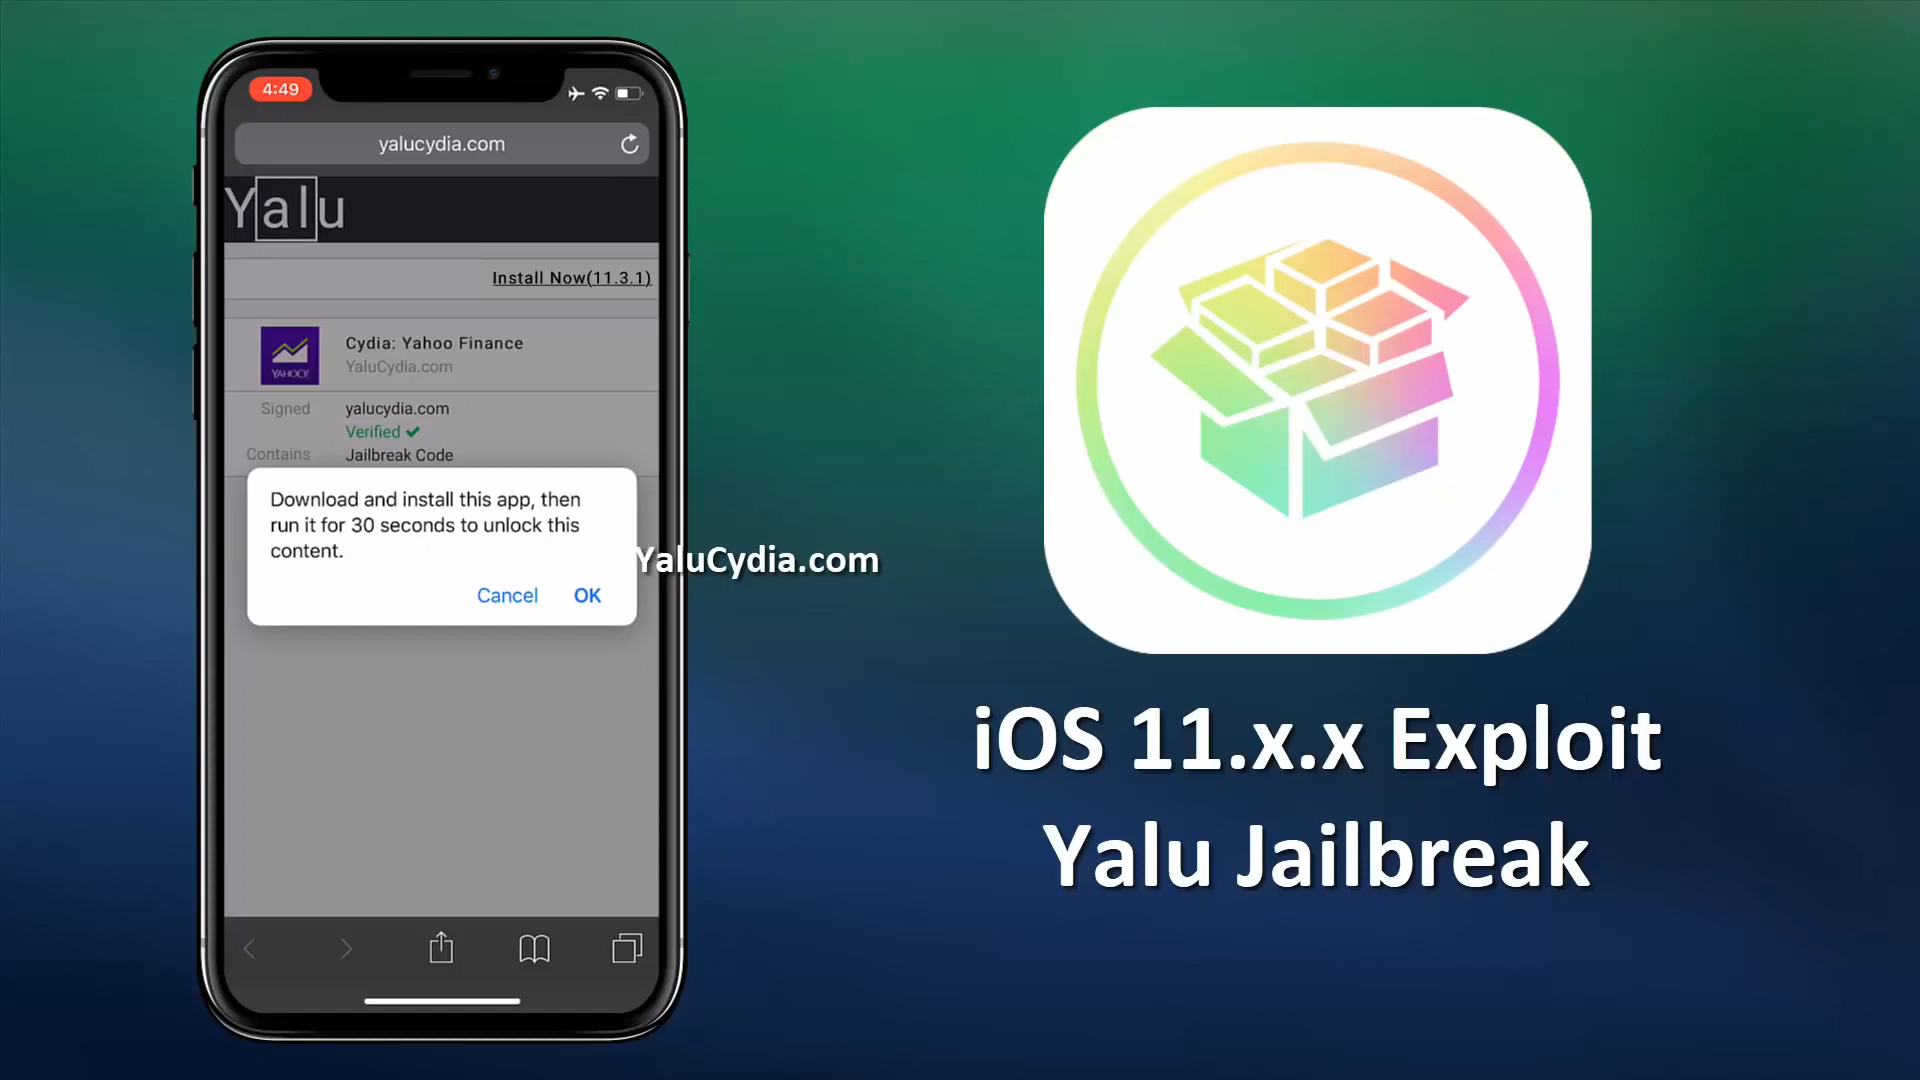 4:49
yalucydia.com
Yalu
Install Now(11.3.1)
YAHOO!
Cydia: Yahoo Finance
YaluCydia.com
Signed yalucydia.com
Verified ✔
Contains Jailbreak Code
Download and install this app, then
run it for 30 seconds to unlock this
content.
Cancel OK
YaluCydia.com
iOS 11.x.x Exploit
Yalu Jailbreak